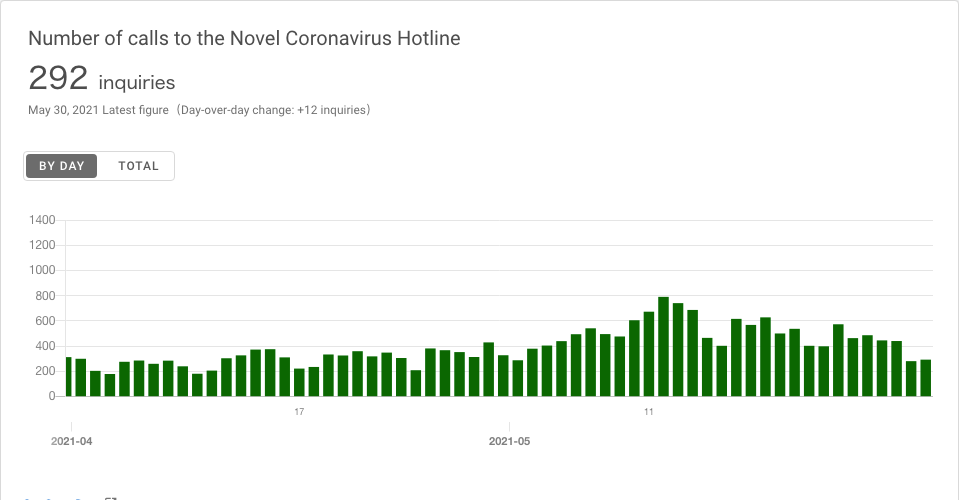 Number of calls to the Novel Coronavirus Hotline
292 inquiries
May 30, 2021 Latest figure（Day-over-day change: +12 inquiries）
BY DAY TOTAL
1400
1200
1000
800
600
400
200
0
17 11
2021-04 2021-05